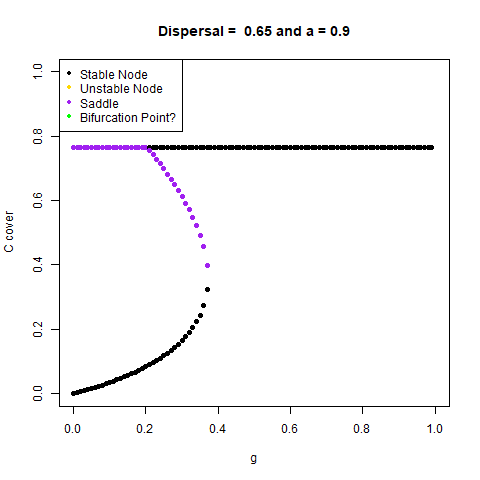 Dispersal =  0.65 and a = 0.9
Stable Node
Unstable Node
Saddle
Bifurcation Point?
C cover
1.0
0.8
0.6
0.4
0.2
0.0
0.0 0.2 0.4 0.6 0.8 1.0
g